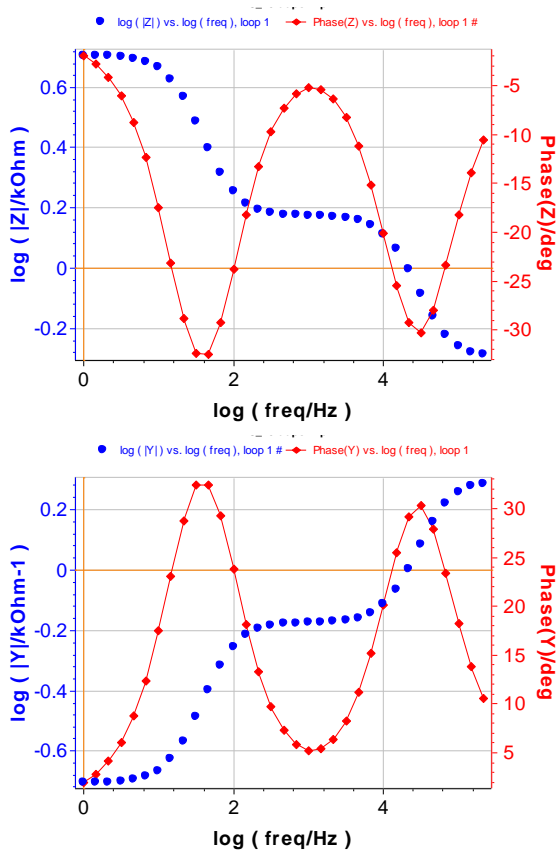 log ( |Z| ) vs. log ( freq ), loop 1 Phase(Z) vs. log ( freq ), loop 1 #
0.6
0.4
0.2
0
-0.2
log ( |Z|/kOhm )
-5
-10
-15
-20
-25
-30
Phase(Z)/deg
0 2 4
log ( freq/Hz )
log ( |Y| ) vs. log ( freq ), loop 1 # Phase(Y) vs. log ( freq ), loop 1
0.2
0
-0.2
-0.4
-0.6
log ( |Y|/kOhm-1 )
30
25
20
15
10
5
Phase(Y)/deg
0 2 4
log ( freq/Hz )